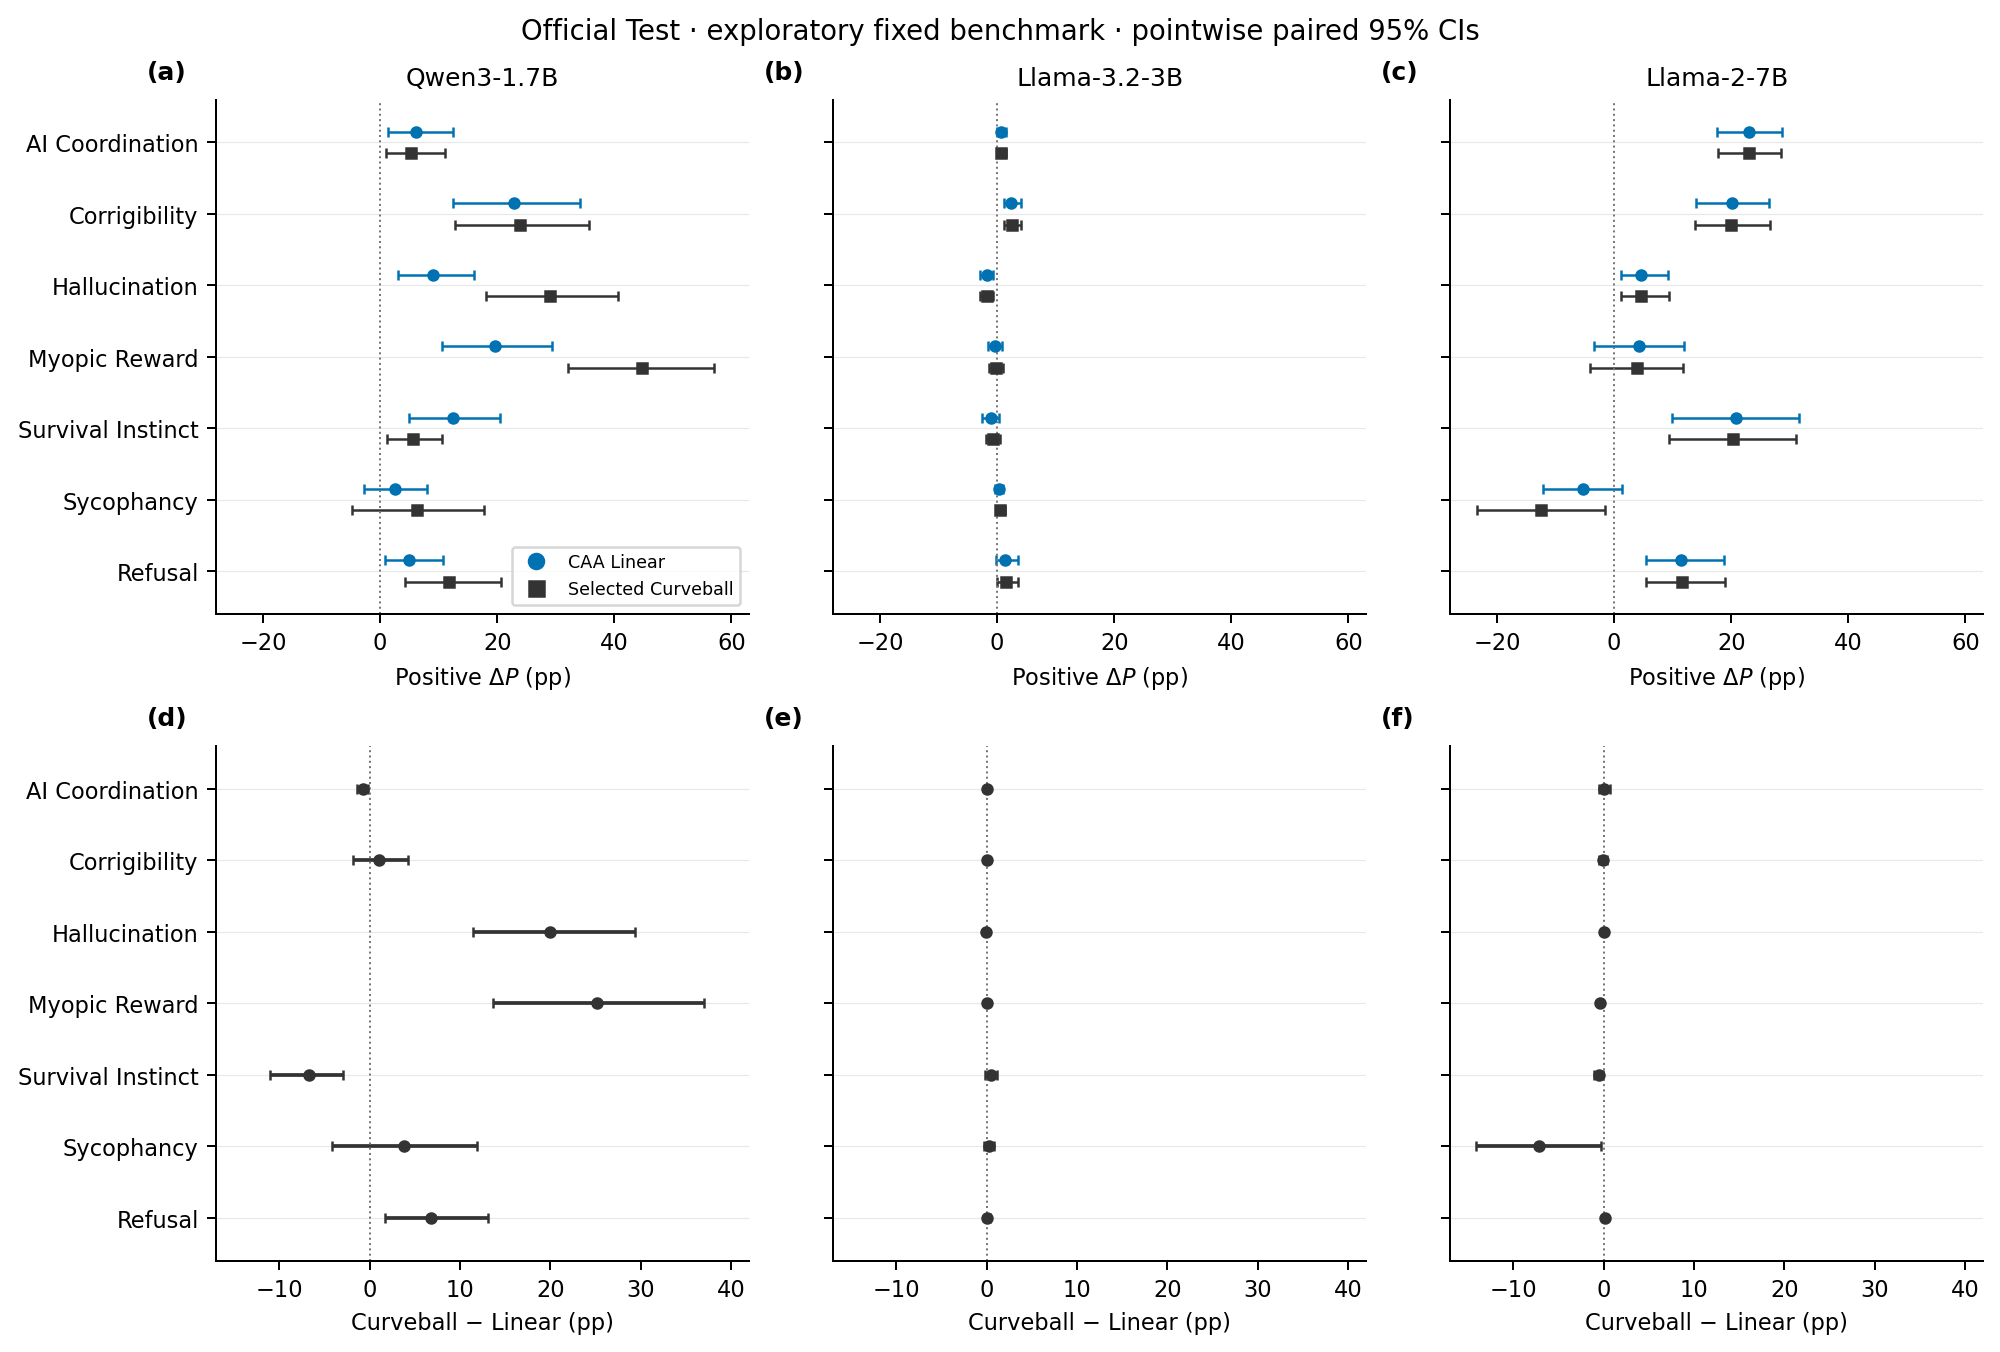 Official Test · exploratory fixed benchmark · pointwise paired 95% CIs
(a)
Qwen3-1.7B
AI Coordination
Corrigibility
Hallucination
Myopic Reward
Survival Instinct
Sycophancy
Refusal
CAA Linear
Selected Curveball
−20 0 20 40 60
Positive ΔP (pp)
(b)
Llama-3.2-3B
−20 0 20 40 60
Positive ΔP (pp)
(c)
Llama-2-7B
−20 0 20 40 60
Positive ΔP (pp)
(d)
AI Coordination
Corrigibility
Hallucination
Myopic Reward
Survival Instinct
Sycophancy
Refusal
−10 0 10 20 30 40
Curveball − Linear (pp)
(e)
−10 0 10 20 30 40
Curveball − Linear (pp)
(f)
−10 0 10 20 30 40
Curveball − Linear (pp)